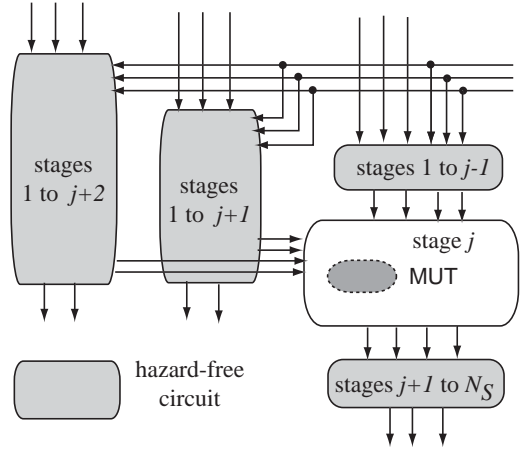 stages
1 to j+2
stages
1 to j+1
stages 1 to j-1
stage j
MUT
hazard-free
circuit
stages j+1 to NS